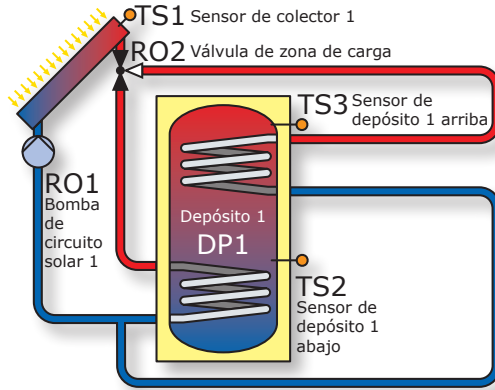 TS1 Sensor de colector 1
RO2 Válvula de zona de carga
TS3 Sensor de
depósito 1 arriba
RO1
Bomba
de
circuito
solar 1
Depósito 1
DP1
TS2
Sensor de
depósito 1
abajo